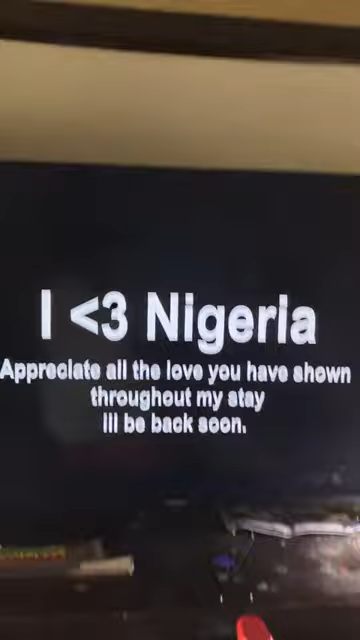 I <3 Nigeria
Appreciate all the love you have shown
throughout my stay
Ill be back soon.